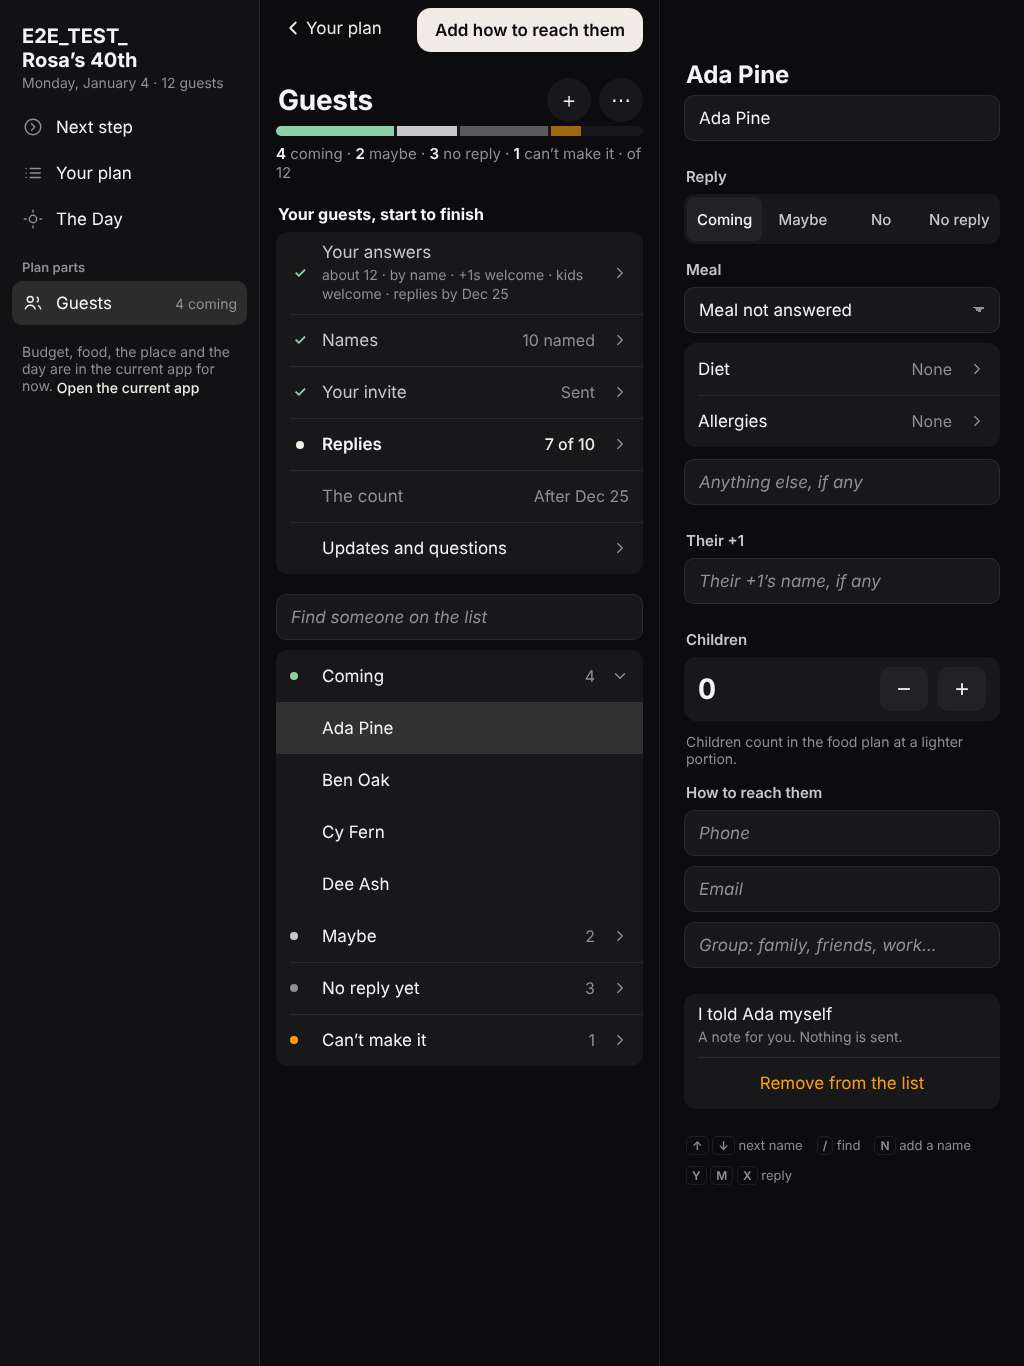 E2E_TEST_
Rosa’s 40th
Monday, January 4 · 12 guests
Next step
Your plan
The Day
Plan parts
Guests 4 coming
Budget, food, the place and the
day are in the current app for
now. Open the current app
Your plan
Add how to reach them
Guests
+ ···
4 coming · 2 maybe · 3 no reply · 1 can’t make it · of
12
Your guests, start to finish
Your answers
about 12 · by name · +1s welcome · kids
welcome · replies by Dec 25
Names 10 named
Your invite Sent
Replies 7 of 10
The count After Dec 25
Updates and questions
Find someone on the list
Coming 4
Ada Pine
Ben Oak
Cy Fern
Dee Ash
Maybe 2
No reply yet 3
Can’t make it 1
Ada Pine
Ada Pine
Reply
Coming Maybe No No reply
Meal
Meal not answered
Diet None
Allergies None
Anything else, if any
Their +1
Their +1’s name, if any
Children
0 − +
Children count in the food plan at a lighter
portion.
How to reach them
Phone
Email
Group: family, friends, work…
I told Ada myself
A note for you. Nothing is sent.
Remove from the list
↑ ↓ next name / find N add a name
Y M X reply